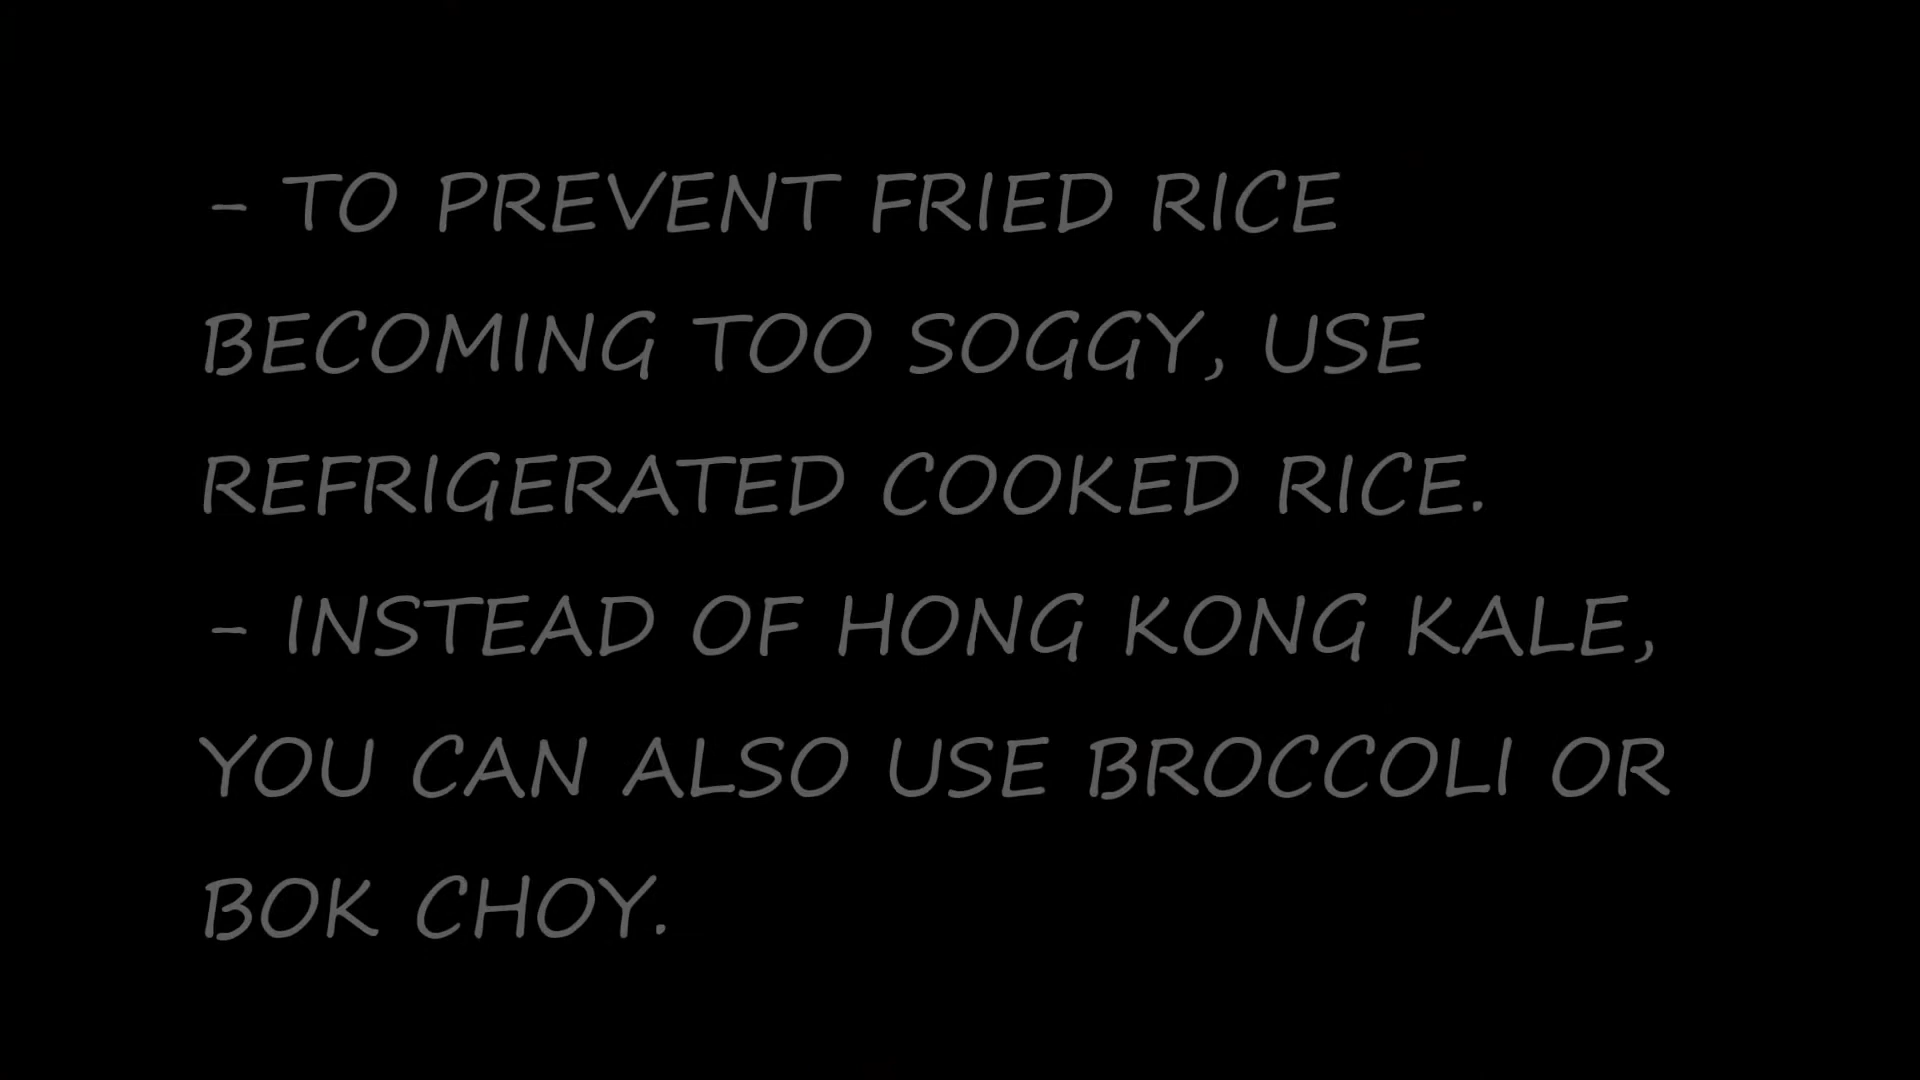 - TO PREVENT FRIED RICE
BECOMING TOO SOGGY, USE
REFRIGERATED COOKED RICE.
- INSTEAD OF HONG KONG KALE,
YOU CAN ALSO USE BROCCOLI OR
BOK CHOY.